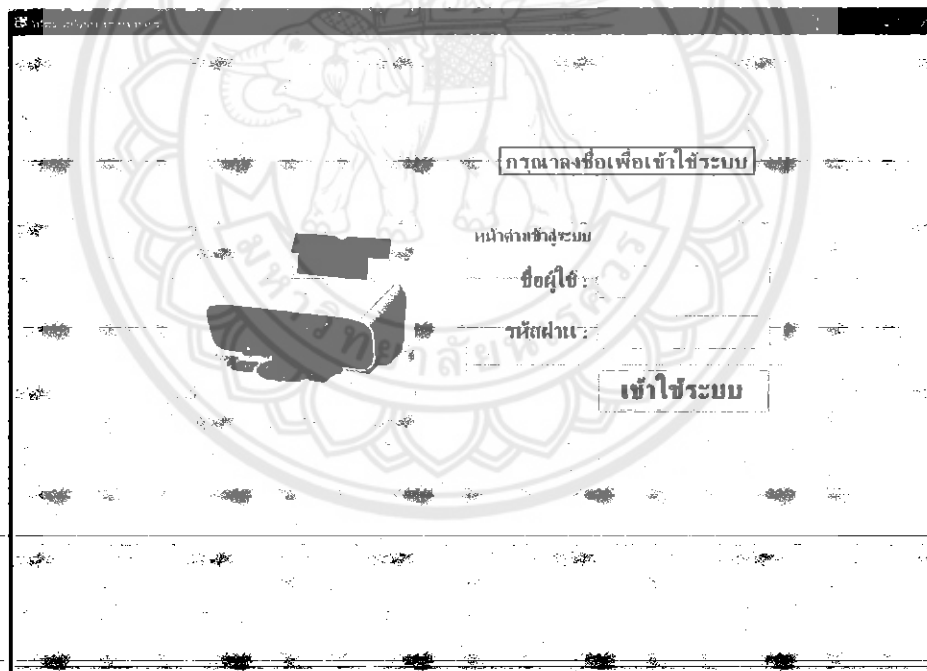 กรุณาลงชื่อเพื่อเข้าใช้ระบบ
หน้าต่างเข้าสู่ระบบ
ชื่อผู้ใช้ :
รหัสผ่าน :
เข้าใช้ระบบ